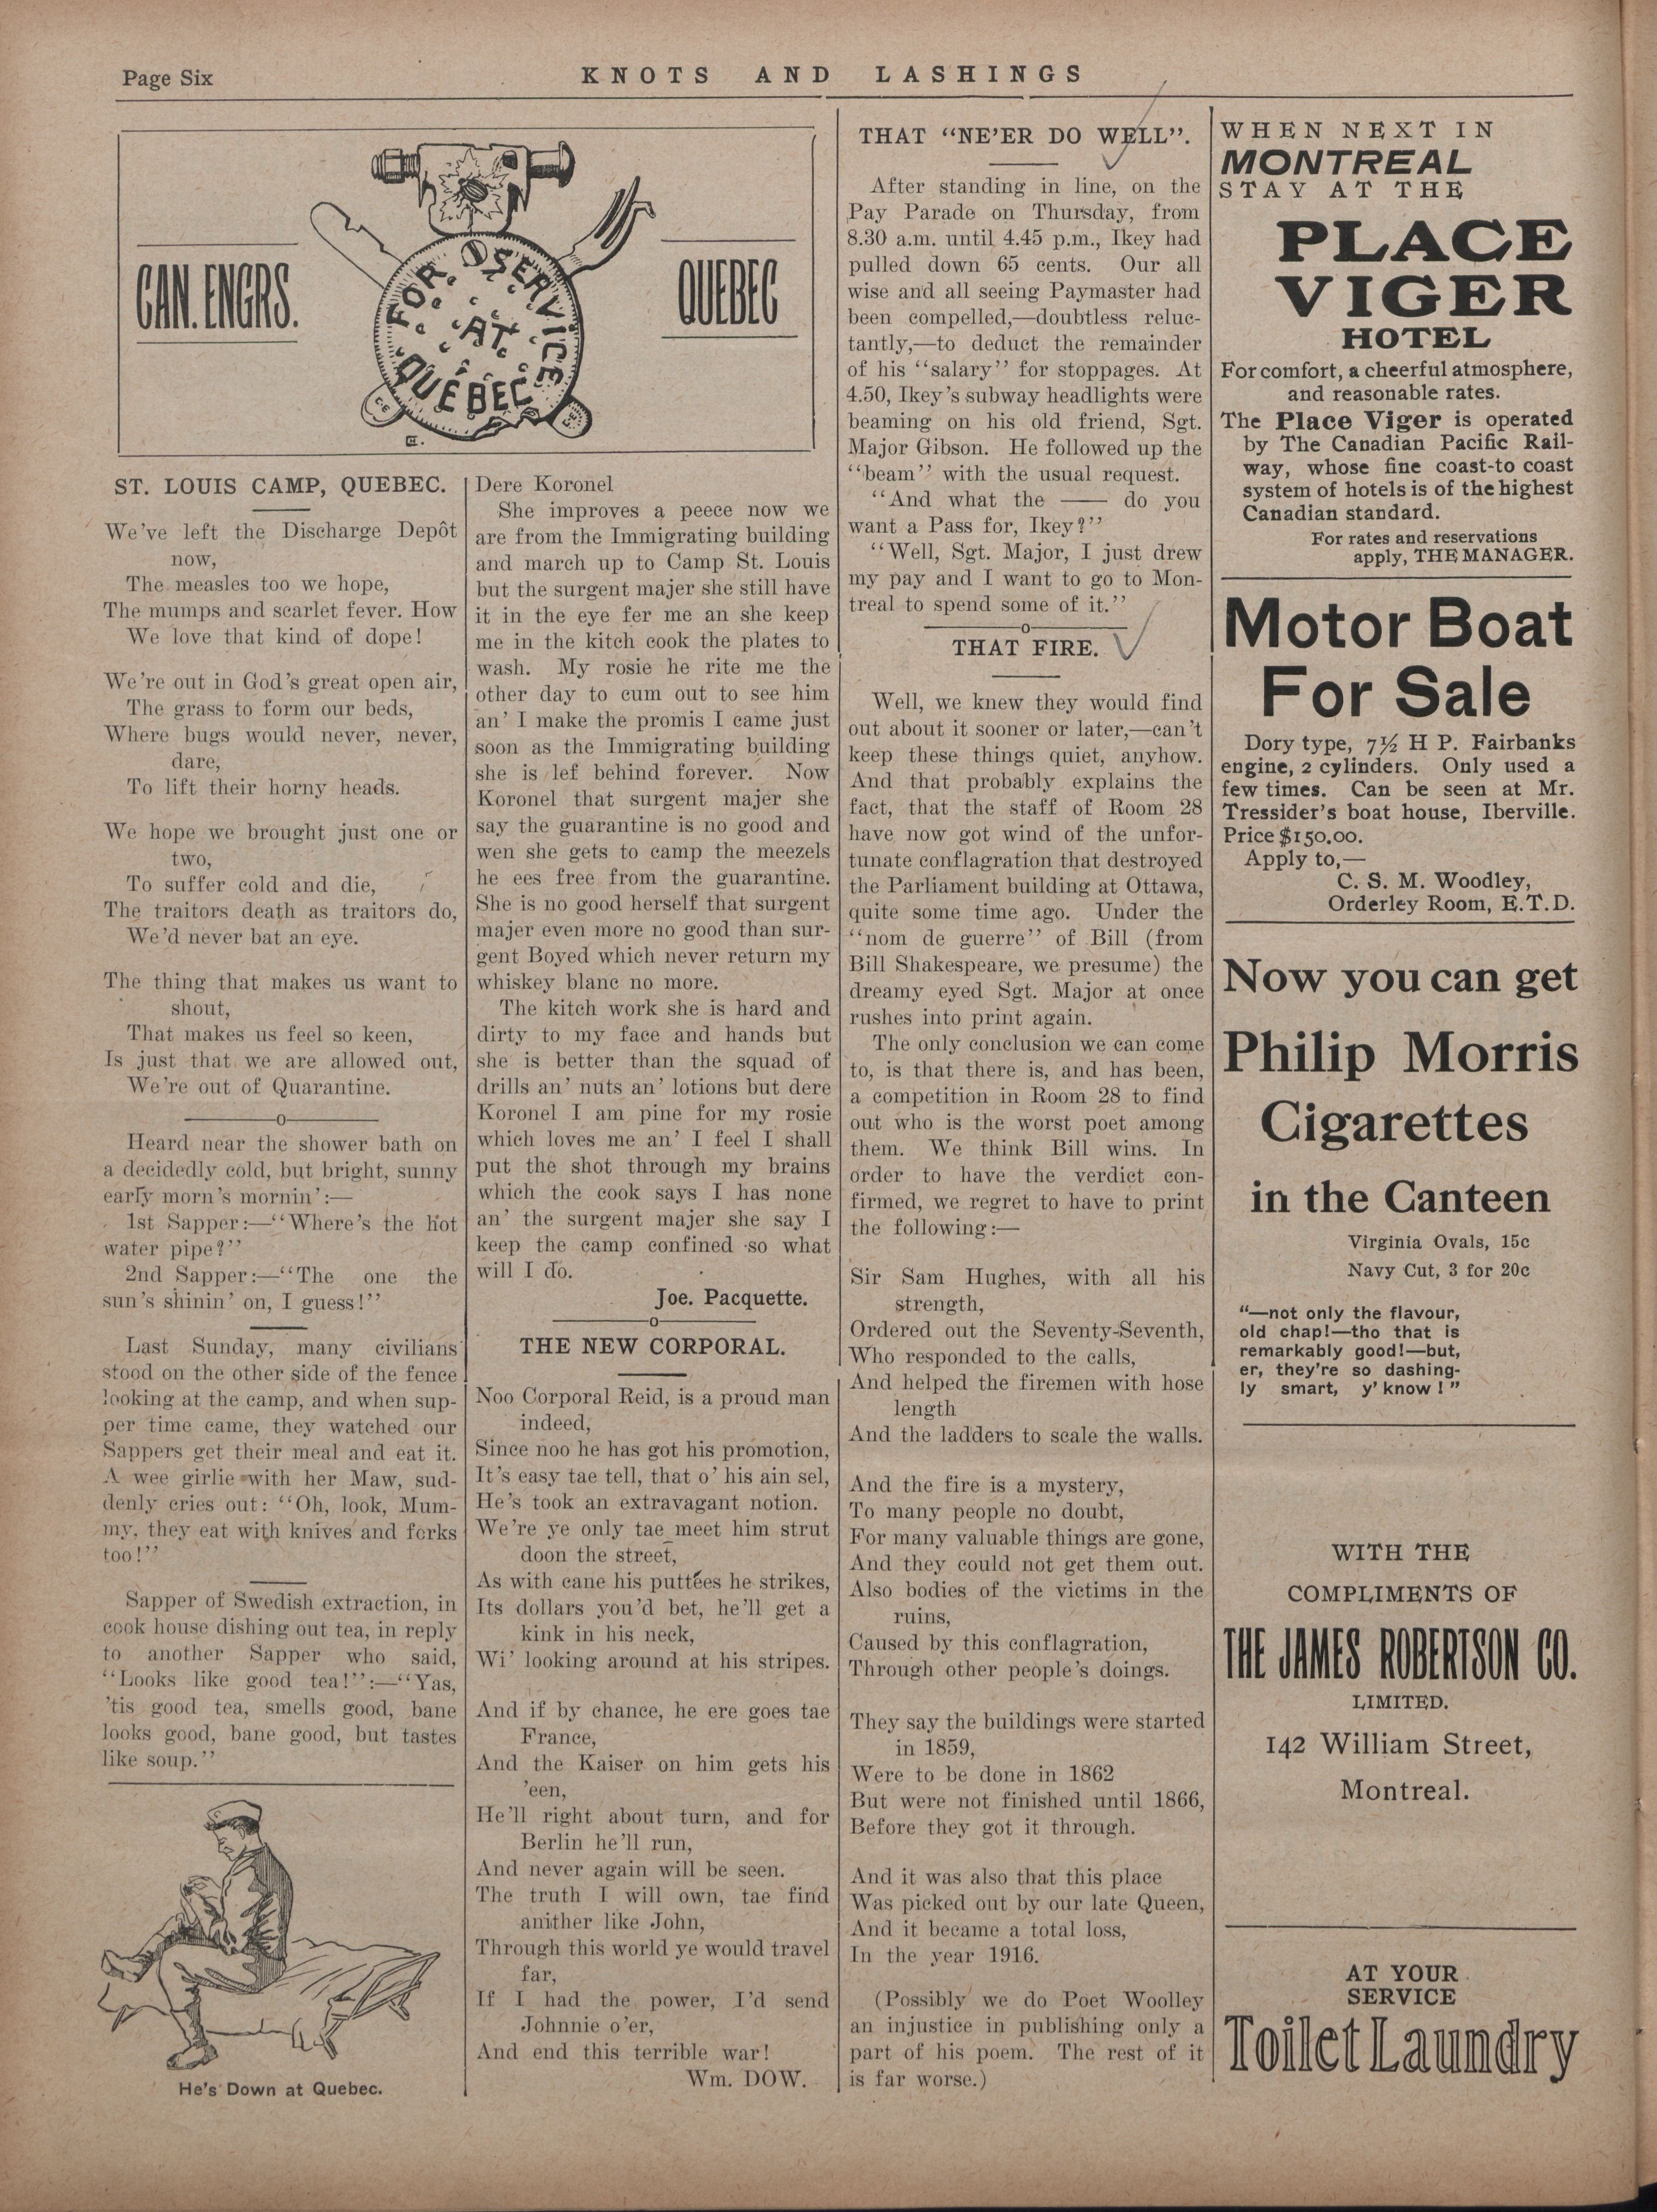 Page Six
KNOTS AND LASHINGS
CAN. ENGRS.
FOR SERVICE
AT
QUEBEC
QUEBEC
ST. LOUIS CAMP, QUEBEC.
We've left the Discharge Depôt
now,
The measles too we hope,
The mumps and scarlet fever. How
We love that kind of dope!
We're out in God's great open air,
The grass to form our beds,
Where bugs would never, never,
dare,
To lift their horny heads.
We hope we brought just one or
two,
To suffer cold and die,
The traitors death as traitors do,
We'd never bat an eye.
The thing that makes us want to
shout,
That makes us feel so keen,
Is just that we are allowed out,
We're out of Quarantine.
Heard near the shower bath on
a decidedly cold, but bright, sunny
early morn's mornin':—
1st Sapper:—"Where's the hot
water pipe?"
2nd Sapper:—"The one the
sun's shinin' on, I guess!"
Last Sunday, many civilians
stood on the other side of the fence
looking at the camp, and when sup-
per time came, they watched our
Sappers get their meal and eat it.
A wee girlie with her Maw, sud-
denly cries out: "Oh, look, Mum-
my, they eat with knives and forks
too!"
Sapper of Swedish extraction, in
cook house dishing out tea, in reply
to another Sapper who said,
"Looks like good tea!":—"Yas,
'tis good tea, smells good, bane
looks good, bane good, but tastes
like soup."
He's Down at Quebec.
Dere Koronel
She improves a peece now we
are from the Immigrating building
and march up to Camp St. Louis
but the surgent majer she still have
it in the eye fer me an she keep
me in the kitch cook the plates to
wash. My rosie he rite me the
other day to cum out to see him
an' I make the promis I came just
soon as the Immigrating building
she is lef behind forever. Now
Koronel that surgent majer she
say the guarantine is no good and
wen she gets to camp the meezels
he ees free from the guarantine.
She is no good herself that surgent
majer even more no good than sur-
gent Boyed which never return my
whiskey blanc no more.
The kitch work she is hard and
dirty to my face and hands but
she is better than the squad of
drills an' nuts an' lotions but dere
Koronel I am pine for my rosie
which loves me an' I feel I shall
put the shot through my brains
which the cook says I has none
an' the surgent majer she say I
keep the camp confined so what
will I do.
Joe. Pacquette.
THE NEW CORPORAL.
Noo Corporal Reid, is a proud man
indeed,
Since noo he has got his promotion,
It's easy tae tell, that o' his ain sel,
He's took an extravagant notion.
We're ye only tae meet him strut
doon the street,
As with cane his puttées he strikes,
Its dollars you'd bet, he'll get a
kink in his neck,
Wi' looking around at his stripes.
And if by chance, he ere goes tae
France,
And the Kaiser on him gets his
'een,
He'll right about turn, and for
Berlin he'll run,
And never again will be seen.
The truth I will own, tae find
anither like John,
Through this world ye would travel
far,
If I had the power, I'd send
Johnnie o'er,
And end this terrible war!
Wm. DOW.
THAT "NE'ER DO WELL".
After standing in line, on the
Pay Parade on Thursday, from
8.30 a.m. until 4.45 p.m., Ikey had
pulled down 65 cents. Our all
wise and all seeing Paymaster had
been compelled,—doubtless reluc-
tantly,—to deduct the remainder
of his "salary" for stoppages. At
4.50, Ikey's subway headlights were
beaming on his old friend, Sgt.
Major Gibson. He followed up the
"beam" with the usual request.
"And what the —— do you
want a Pass for, Ikey?"
"Well, Sgt. Major, I just drew
my pay and I want to go to Mon-
treal to spend some of it."
THAT FIRE.
Well, we knew they would find
out about it sooner or later,—can't
keep these things quiet, anyhow.
And that probably explains the
fact, that the staff of Room 28
have now got wind of the unfor-
tunate conflagration that destroyed
the Parliament building at Ottawa,
quite some time ago. Under the
"nom de guerre" of Bill (from
Bill Shakespeare, we presume) the
dreamy eyed Sgt. Major at once
rushes into print again.
The only conclusion we can come
to, is that there is, and has been,
a competition in Room 28 to find
out who is the worst poet among
them. We think Bill wins. In
order to have the verdict con-
firmed, we regret to have to print
the following:—
Sir Sam Hughes, with all his
strength,
Ordered out the Seventy-Seventh,
Who responded to the calls,
And helped the firemen with hose
length
And the ladders to scale the walls.
And the fire is a mystery,
To many people no doubt,
For many valuable things are gone,
And they could not get them out.
Also bodies of the victims in the
ruins,
Caused by this conflagration,
Through other people's doings.
They say the buildings were started
in 1859,
Were to be done in 1862
But were not finished until 1866,
Before they got it through.
And it was also that this place
Was picked out by our late Queen,
And it became a total loss,
In the year 1916.
(Possibly we do Poet Woolley
an injustice in publishing only a
part of his poem. The rest of it
is far worse.)
WHEN NEXT IN
MONTREAL
STAY AT THE
PLACE
VIGER
HOTEL
For comfort, a cheerful atmosphere,
and reasonable rates.
The Place Viger is operated
by The Canadian Pacific Rail-
way, whose fine coast-to coast
system of hotels is of the highest
Canadian standard.
For rates and reservations
apply, THE MANAGER.
Motor Boat
For Sale
Dory type, 7½ H P. Fairbanks
engine, 2 cylinders. Only used a
few times. Can be seen at Mr.
Tressider's boat house, Iberville.
Price $150.00.
Apply to,—
C. S. M. Woodley,
Orderley Room, E.T.D.
Now you can get
Philip Morris
Cigarettes
in the Canteen
Virginia Ovals, 15c
Navy Cut, 3 for 20c
"—not only the flavour,
old chap!—tho that is
remarkably good!—but,
er, they're so dashing-
ly smart, y'know!"
WITH THE
COMPLIMENTS OF
THE JAMES ROBERTSON CO.
LIMITED.
142 William Street,
Montreal.
AT YOUR
SERVICE
Toilet Laundry